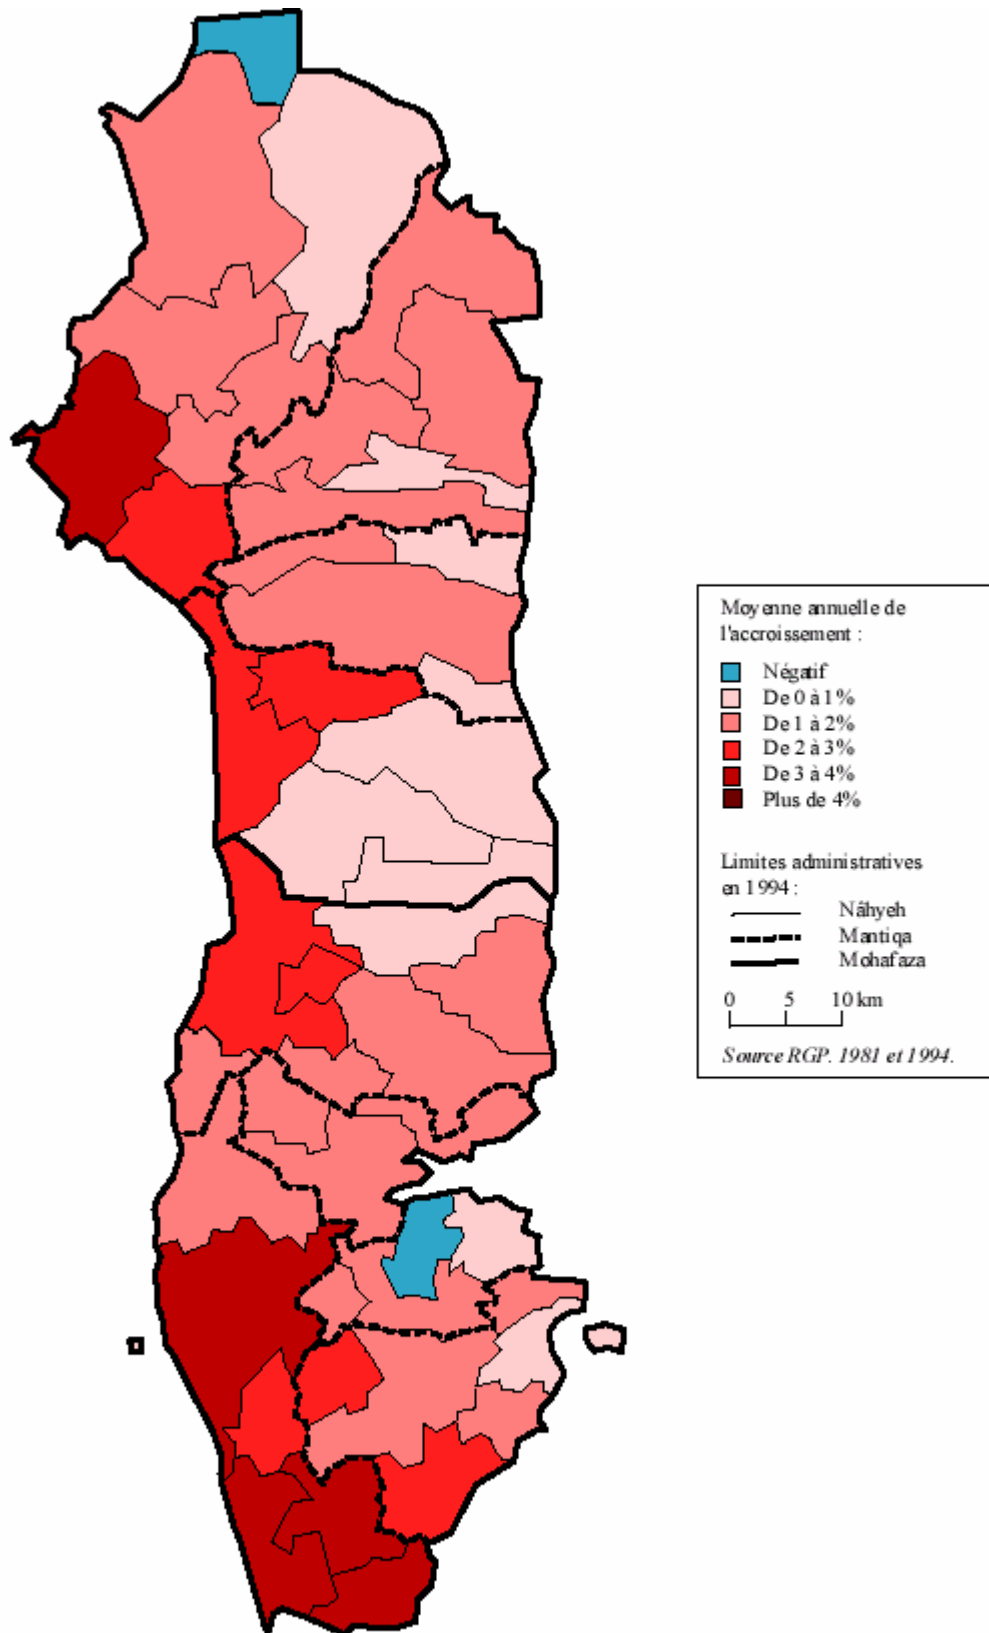 Moyenne annuelle de
l'accroissement :
Négatif
De 0 à 1%
De 1 à 2%
De 2 à 3%
De 3 à 4%
Plus de 4%
Limites administratives
en 1994 :
Nâhyeh
Mantiqa
Mohafaza
0 5 10 km
Source RGP. 1981 et 1994.